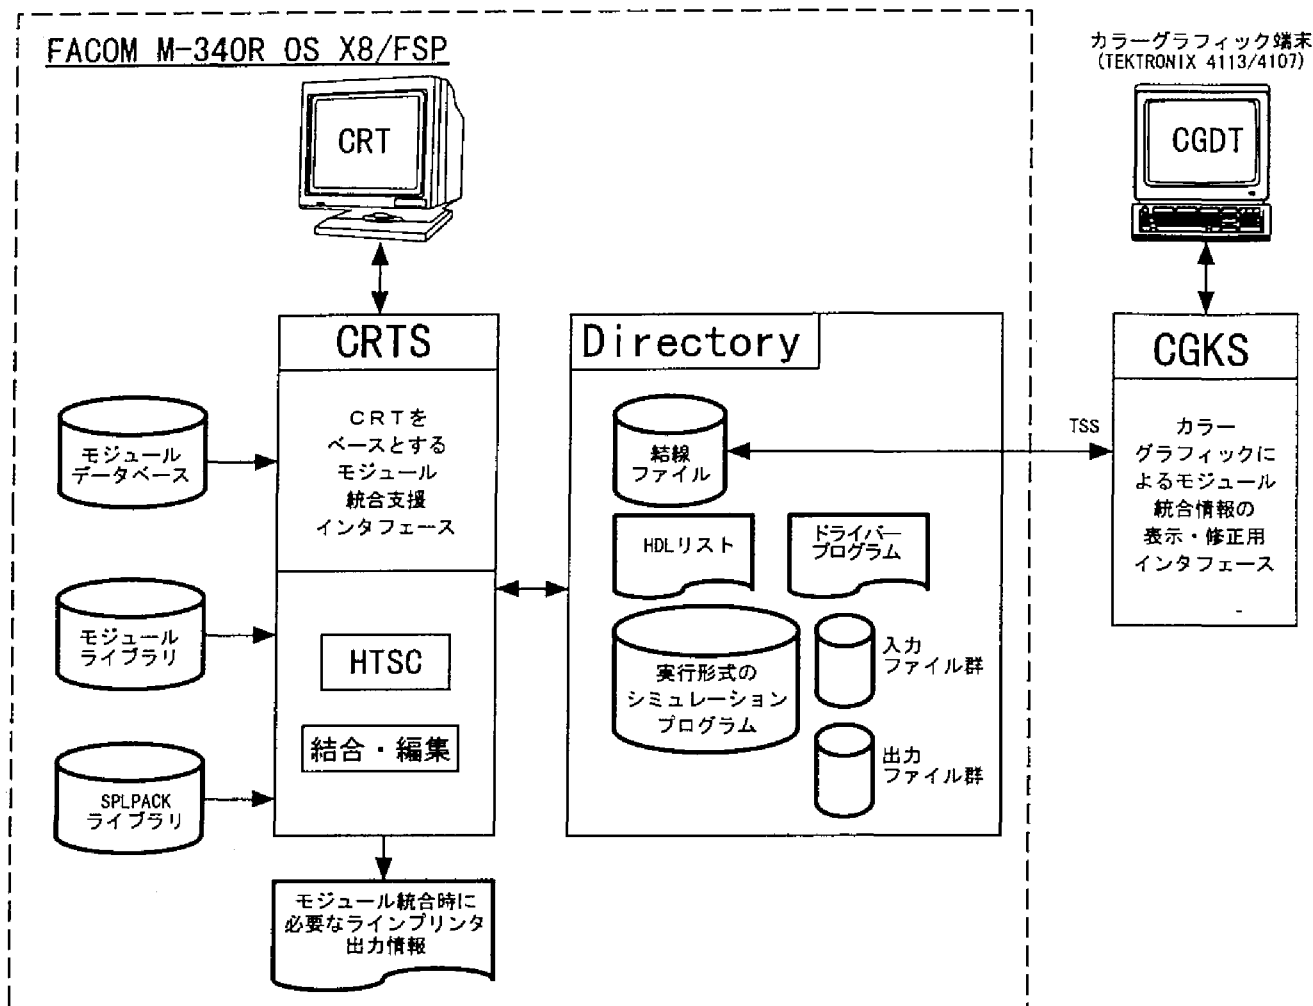 FACOM M-340R OS X8/FSP
カラーグラフィック端末
(TEKTRONIX 4113/4107)
CRT
CGDT
CRTS
Directory
CGKS
モジュール
データベース
CRTを
ベースとする
モジュール
統合支援
インタフェース
結線
ファイル
TSS
カラー
グラフィックに
よるモジュール
統合情報の
表示・修正用
インタフェース
HDLリスト
ドライバー
プログラム
モジュール
ライブラリ
HTSC
実行形式の
シミュレーション
プログラム
入力
ファイル群
結合・編集
出力
ファイル群
SPLPACK
ライブラリ
モジュール統合時に
必要なラインプリンタ
出力情報